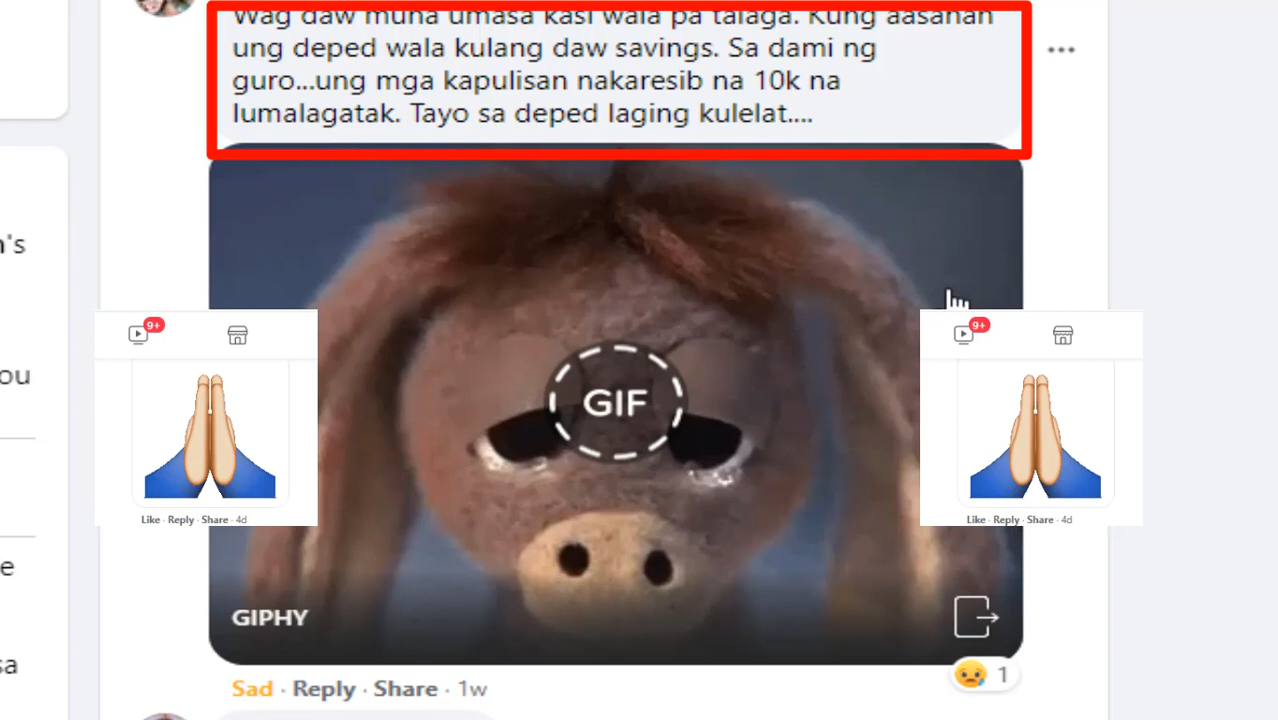 Wag daw muna umasa kasi wala pa talaga. Kung aasahan
ung deped wala kulang daw savings. Sa dami ng
guro...ung mga kapulisan nakaresib na 10k na
lumalagatak. Tayo sa deped laging kulelat....
n's
ou
e
sa
9+
9+
GIF
Like · Reply · Share · 4d
Like · Reply · Share · 4d
GIPHY
1
Sad · Reply · Share · 1w